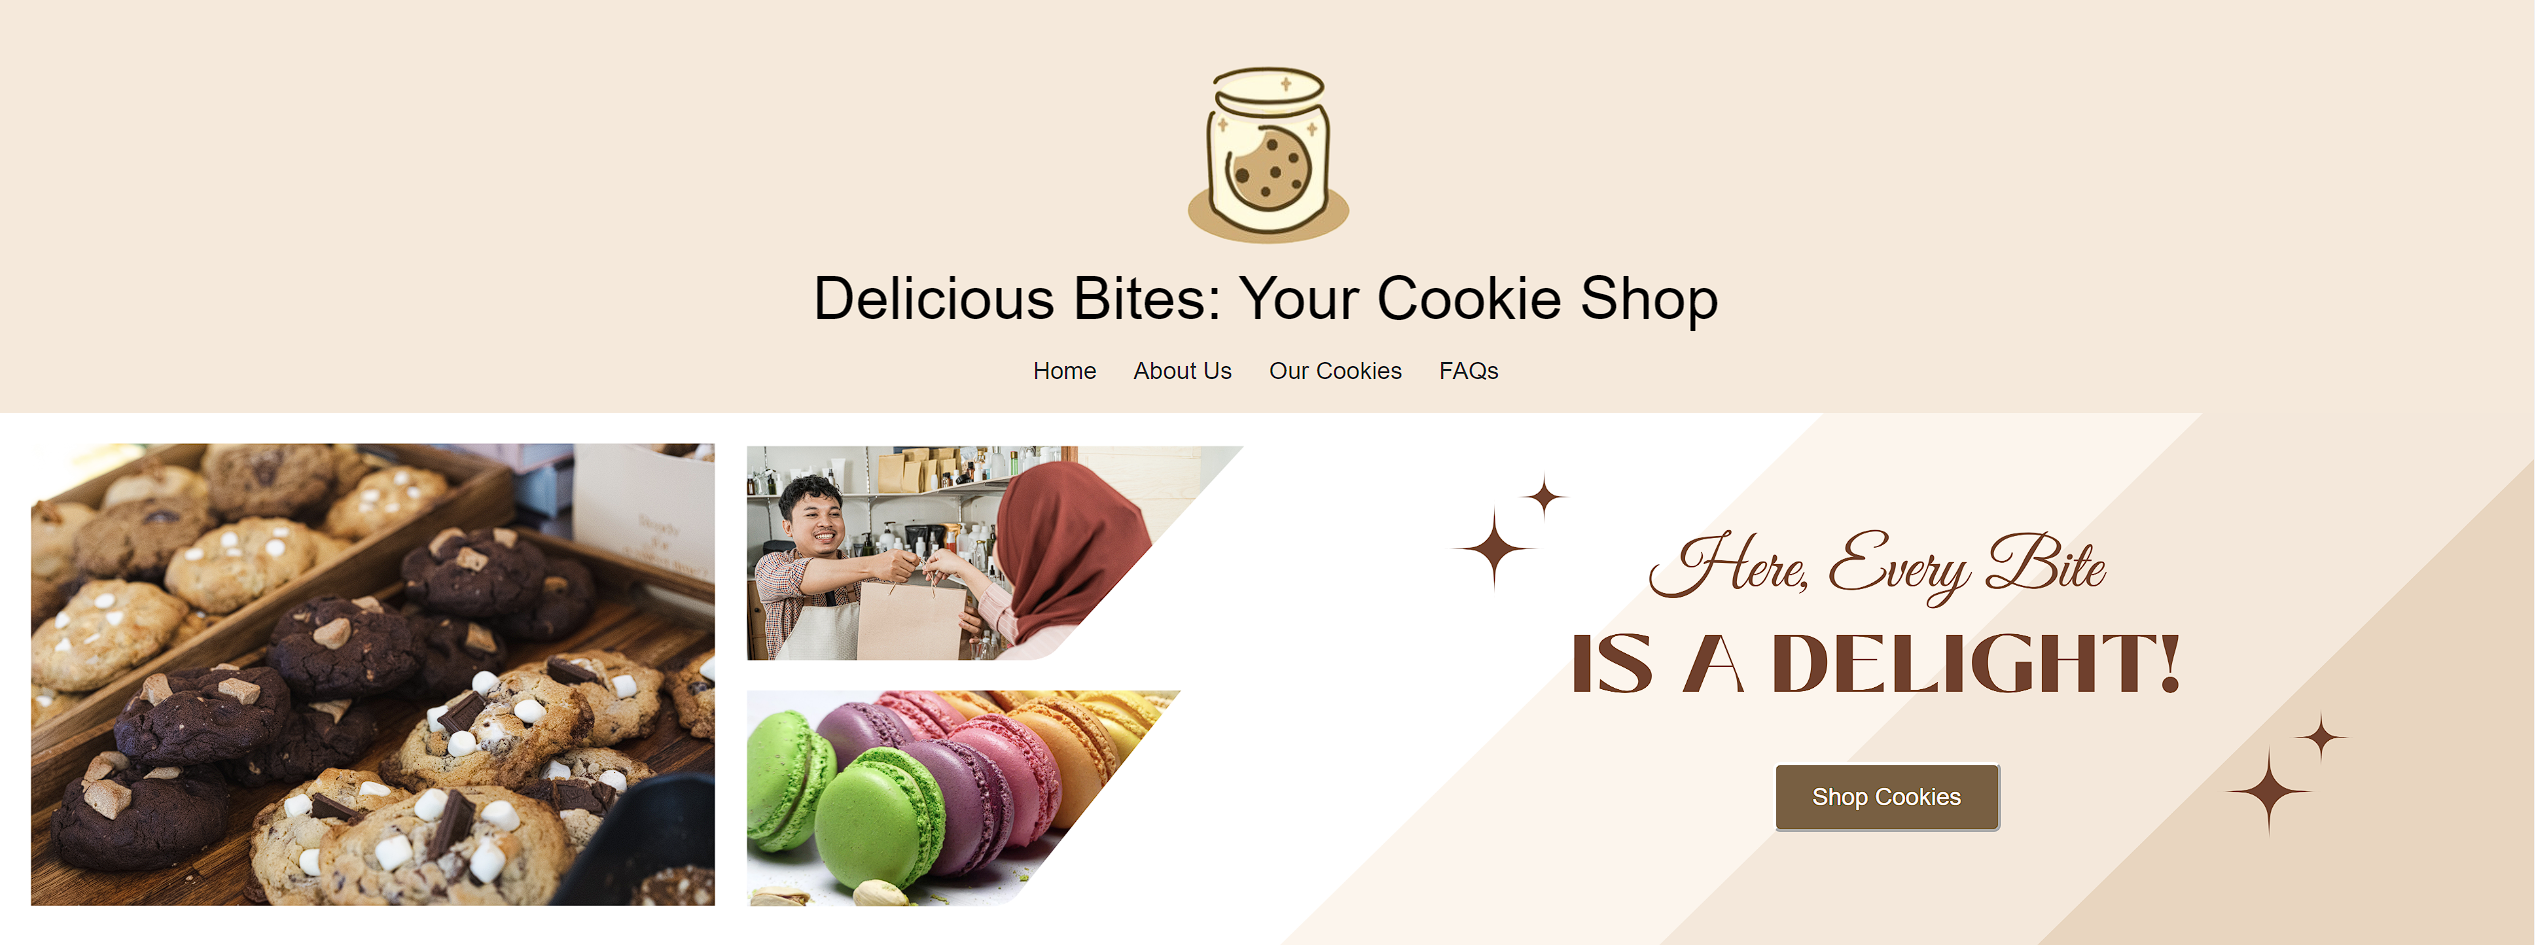 Delicious Bites: Your Cookie Shop
Home About Us Our Cookies FAQs
Here, Every Bite
IS A DELIGHT!
Shop Cookies